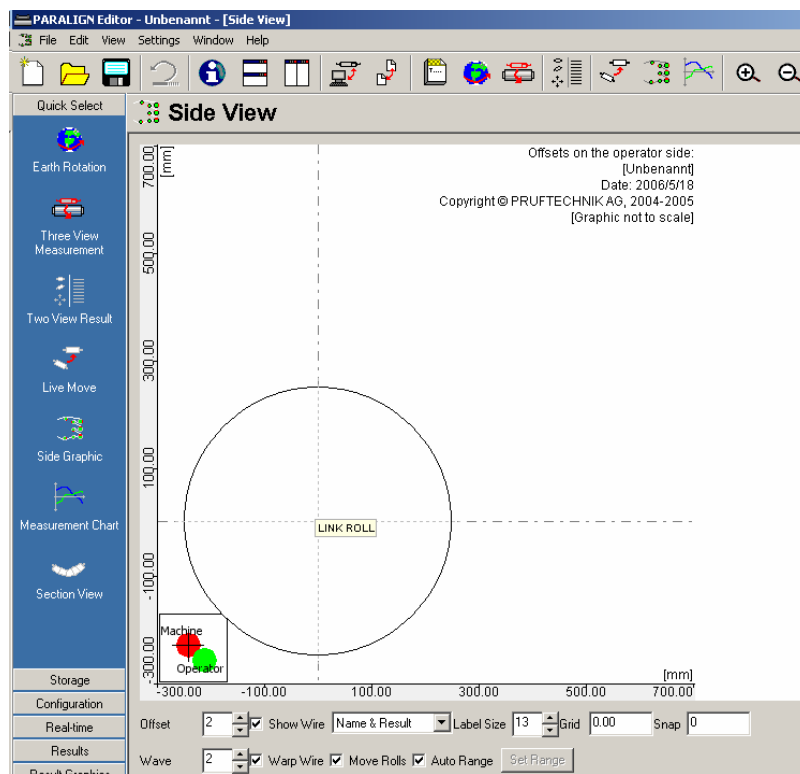 PARALIGN Editor - Unbenannt - [Side View]
File Edit View Settings Window Help
Quick Select
Side View
Earth Rotation
Three View
Measurement
Two View Result
Live Move
Side Graphic
Measurement Chart
Section View
Storage
Configuration
Real-time
Results
Result Graphics
Offsets on the operator side:
[Unbenannt]
Date: 2006/5/18
Copyright © PRUFTECHNIK AG, 2004-2005
[Graphic not to scale]
700.00 [mm]
500.00
300.00
100.00
-100.00
-300.00
LINK ROLL
Machine
Operator
[mm]
-300.00 -100.00 100.00 300.00 500.00 700.00
Offset 2 Show Wire Name & Result Label Size 13 Grid 0.00 Snap 0
Wave 2 Warp Wire Move Rolls Auto Range Set Range